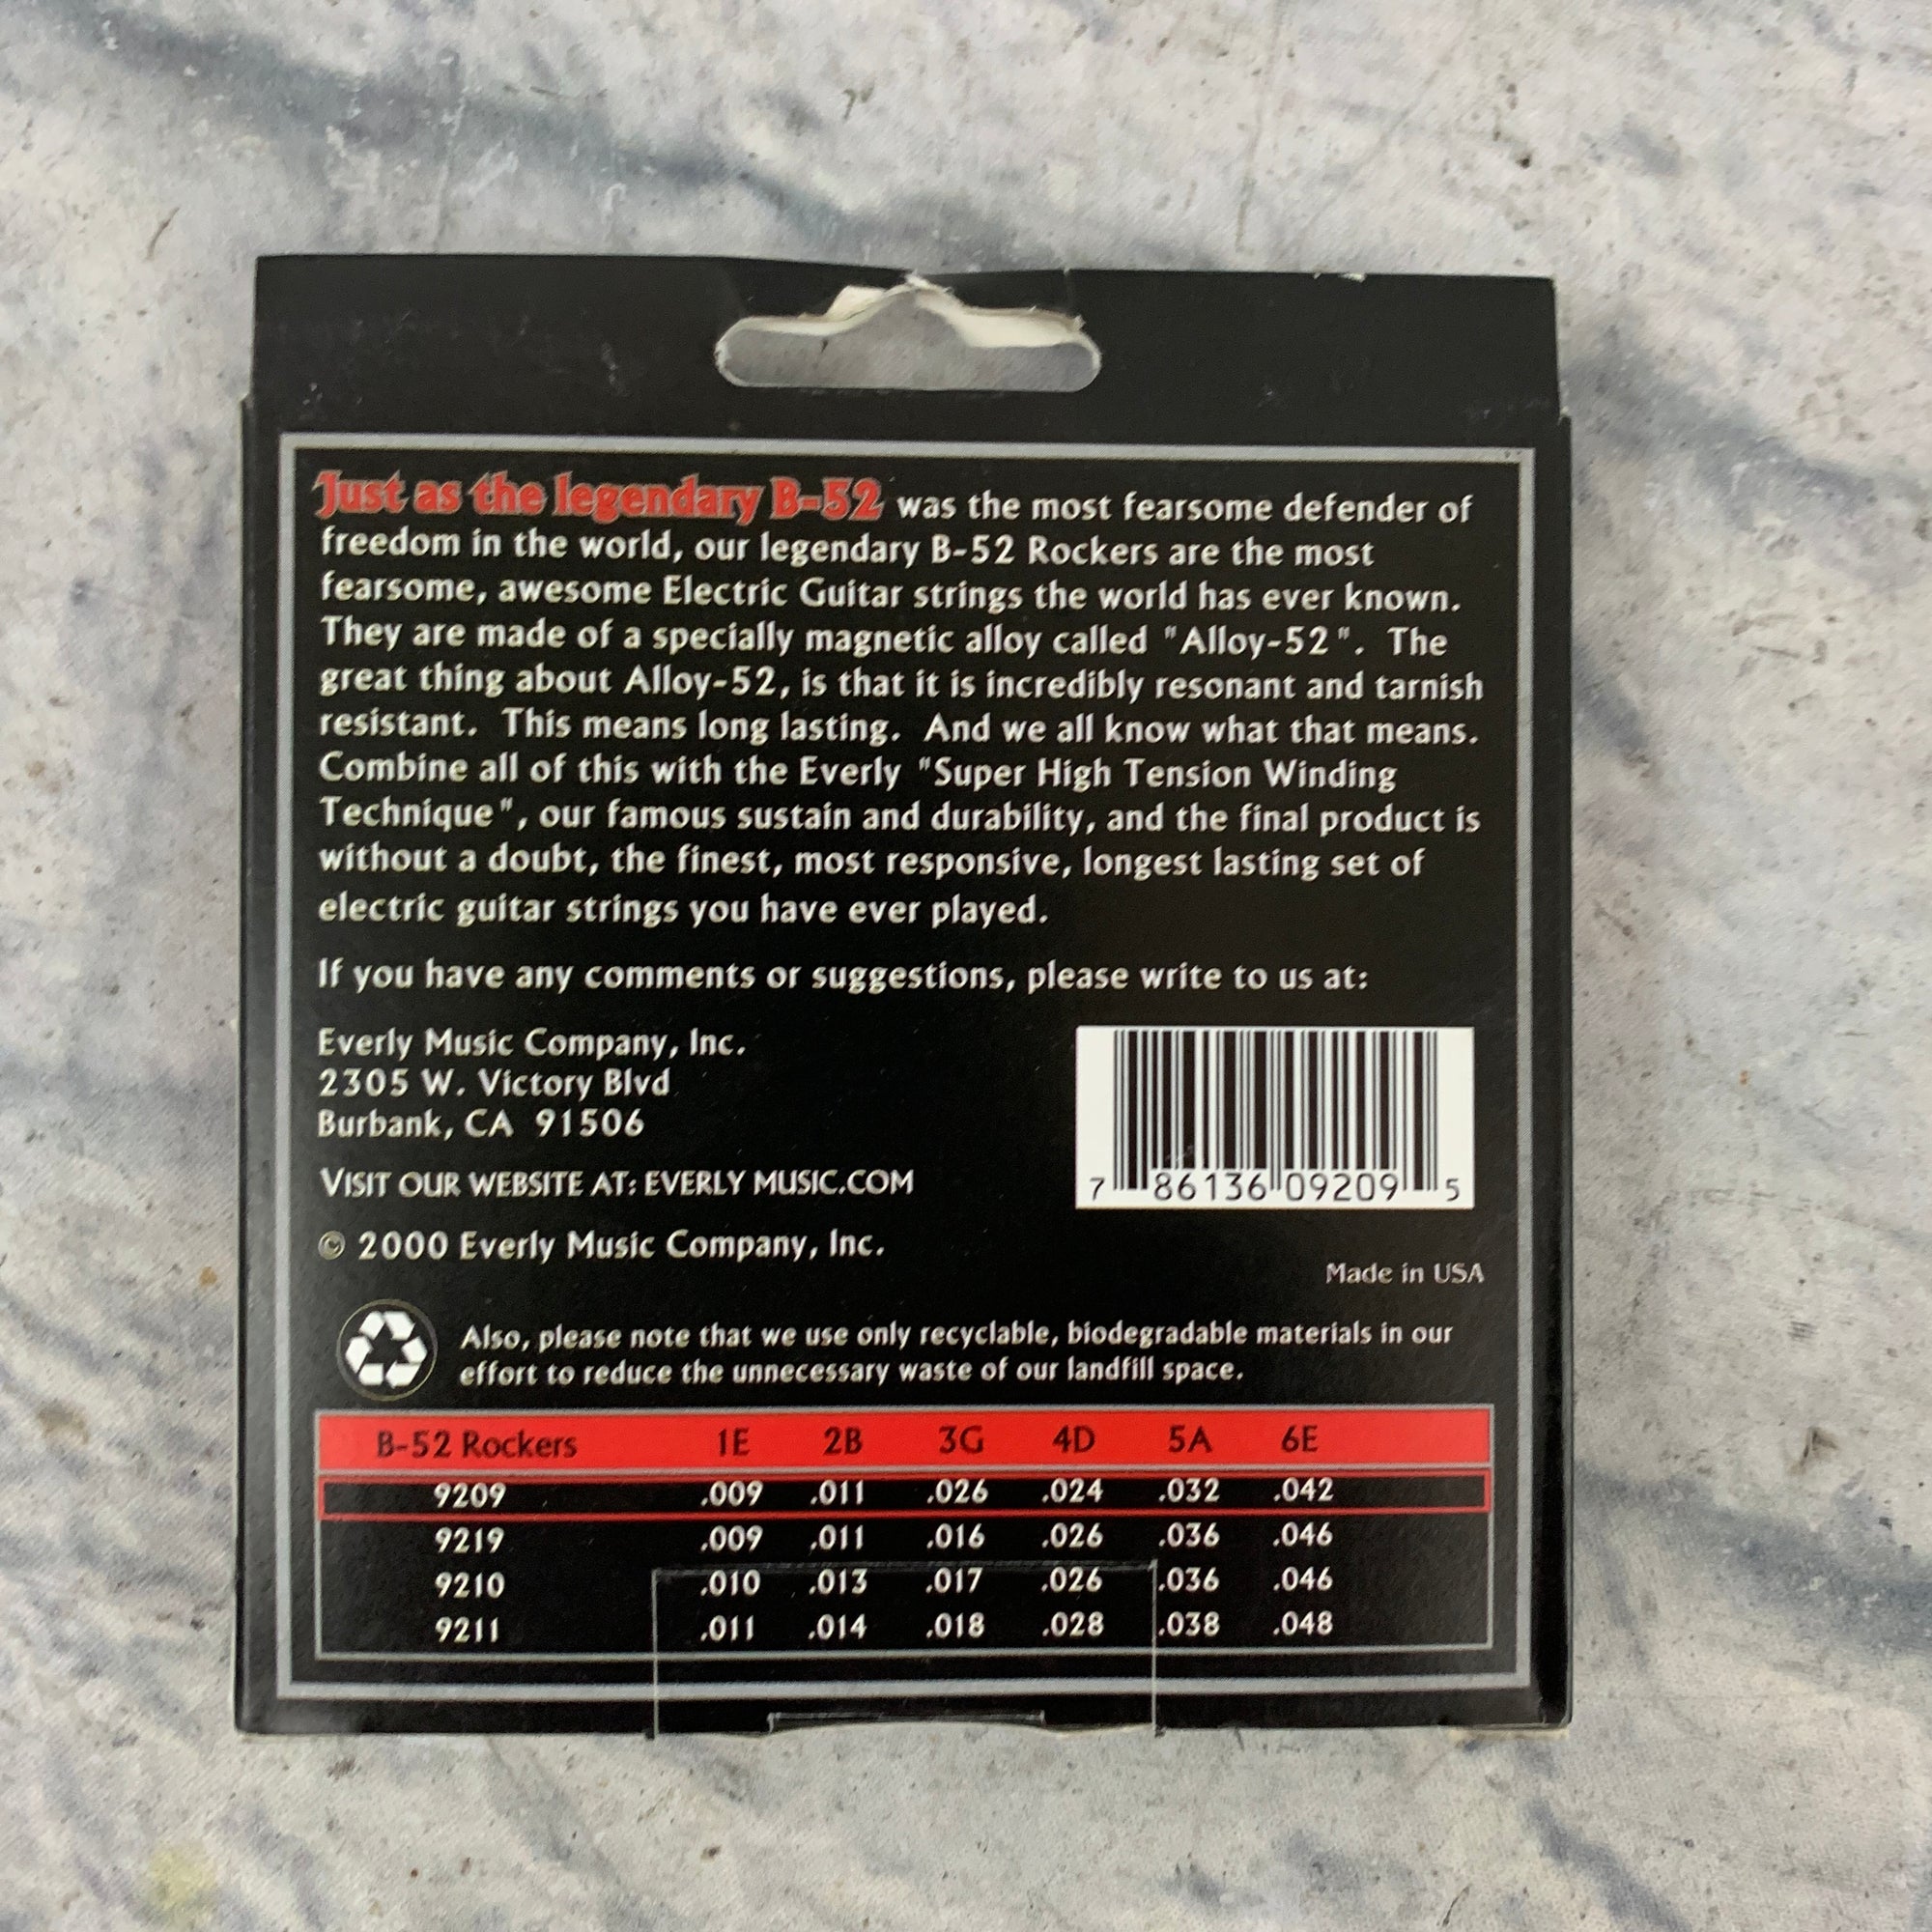 Just as the legendary B-52 was the most fearsome defender of
freedom in the world, our legendary B-52 Rockers are the most
fearsome, awesome Electric Guitar strings the world has ever known.
They are made of a specially magnetic alloy called "Alloy-52". The
great thing about Alloy-52, is that it is incredibly resonant and tarnish
resistant. This means long lasting. And we all know what that means.
Combine all of this with the Everly "Super High Tension Winding
Technique", our famous sustain and durability, and the final product is
without a doubt, the finest, most responsive, longest lasting set of
electric guitar strings you have ever played.
If you have any comments or suggestions, please write to us at:
Everly Music Company, Inc.
2305 W. Victory Blvd
Burbank, CA 91506
VISIT OUR WEBSITE AT: EVERLY MUSIC.COM
7 86136 09209 5
© 2000 Everly Music Company, Inc.
Made in USA
Also, please note that we use only recyclable, biodegradable materials in our
effort to reduce the unnecessary waste of our landfill space.
B-52 Rockers 1E 2B 3G 4D 5A 6E
9209 .009 .011 .026 .024 .032 .042
9219 .009 .011 .016 .026 .036 .046
9210 .010 .013 .017 .026 .036 .046
9211 .011 .014 .018 .028 .038 .048